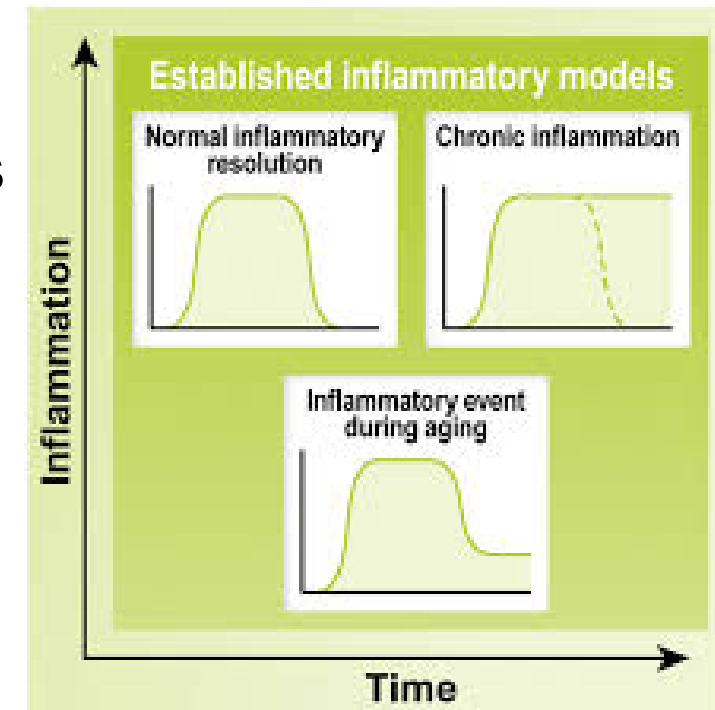 Established inflammatory models
Normal inflammatory
resolution
Chronic inflammation
Inflammatory event
during aging
Inflammation
Time